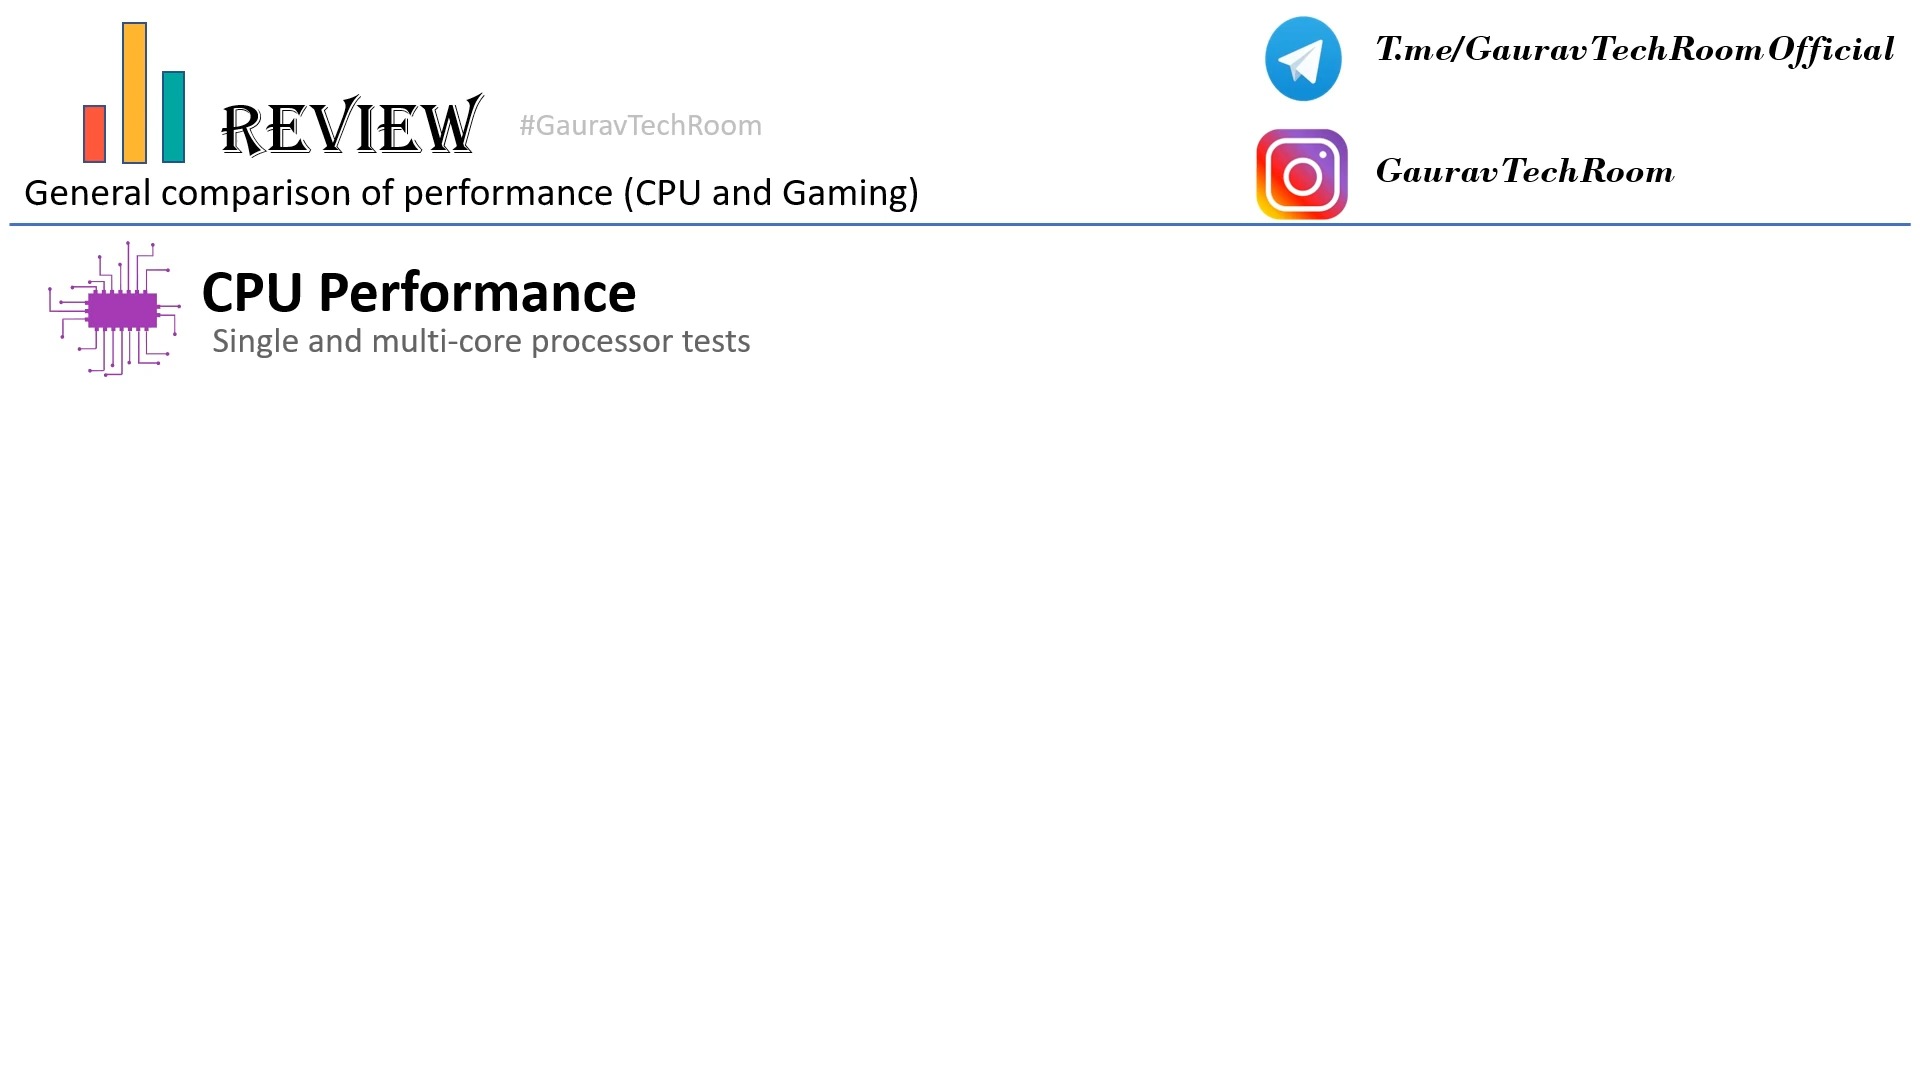 REVIEW #GauravTechRoom
General comparison of performance (CPU and Gaming)
T.me/GauravTechRoomOfficial
GauravTechRoom
CPU Performance
Single and multi-core processor tests